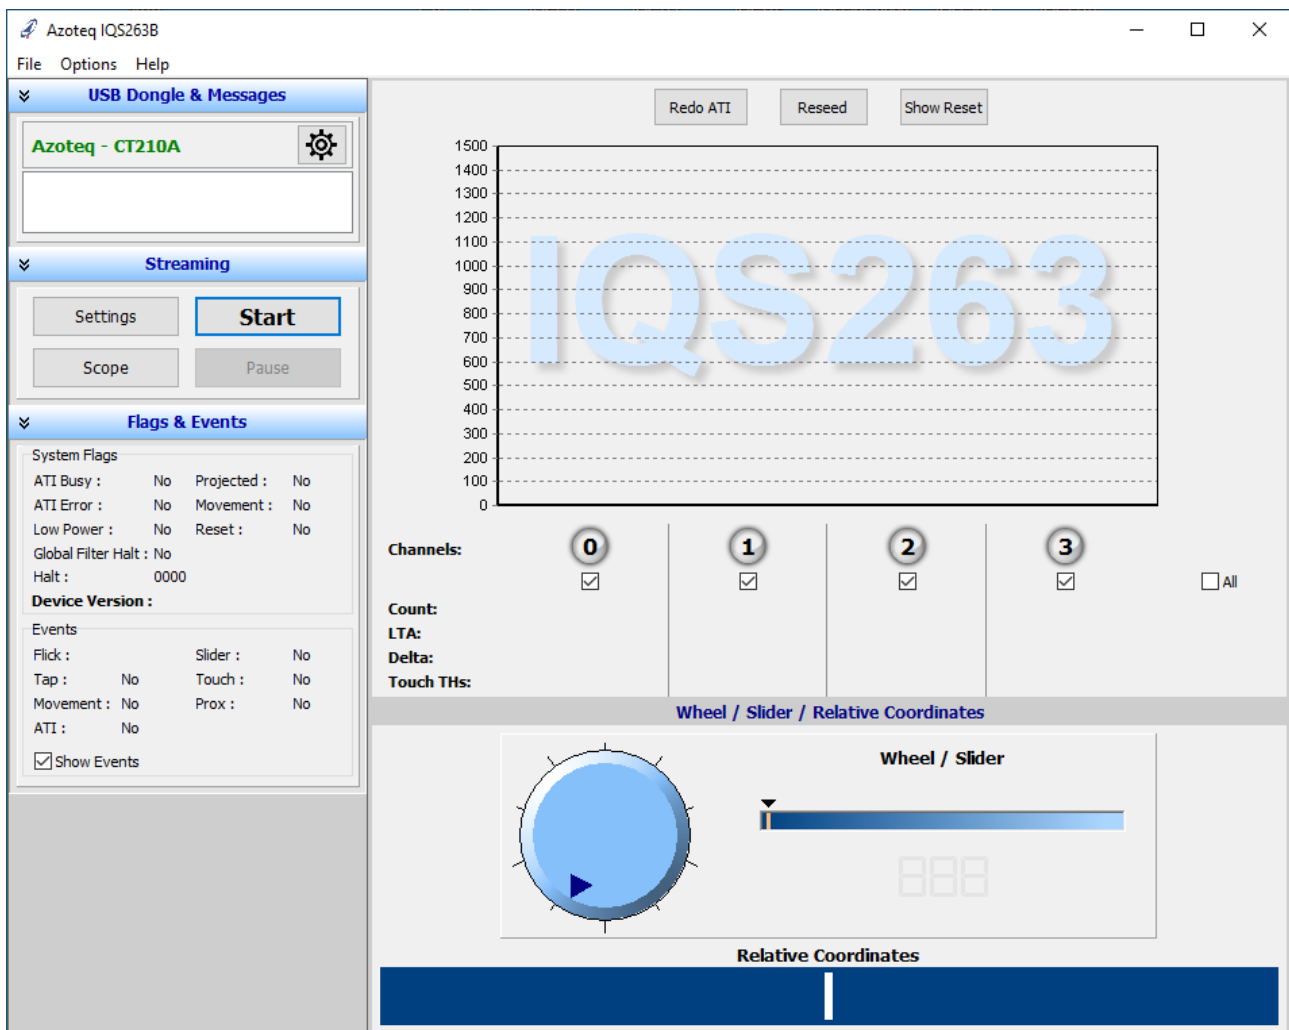 Azoteq IQS263B
File Options Help
USB Dongle & Messages
Azoteq - CT210A
Streaming
Settings Start
Scope Pause
Flags & Events
System Flags
ATI Busy : No Projected : No
ATI Error : No Movement : No
Low Power : No Reset : No
Global Filter Halt : No
Halt : 0000
Device Version :
Events
Flick : Slider : No
Tap : No Touch : No
Movement : No Prox : No
ATI : No
Show Events
Redo ATI Reseed Show Reset
1500
1400
1300
1200
1100
1000
900
800
700
600
500
400
300
200
100
0
IQS263
Channels: 0 1 2 3
All
Count:
LTA:
Delta:
Touch THs:
Wheel / Slider / Relative Coordinates
Wheel / Slider
Relative Coordinates